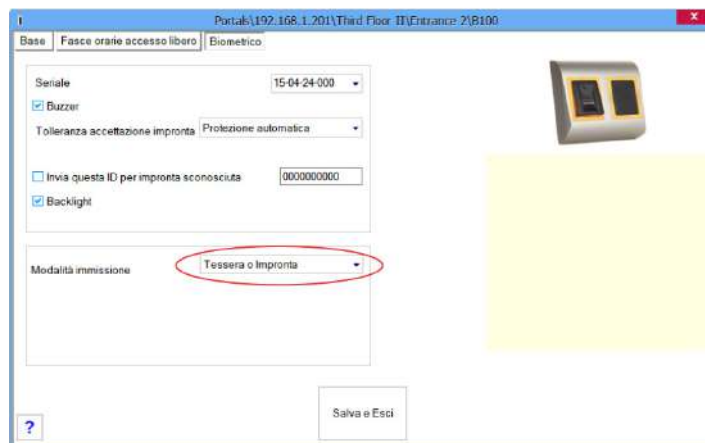 Portals\192.168.1.201\Third Floor II\Entrance 2\B100
x
Base Fasce orarie accesso libero Biometrico
Seriale 15-04-24-000
Buzzer
Tolleranza accettazione impronta Protezione automatica
Invia questa ID per impronta sconosciuta 0000000000
Backlight
Modalità immissione Tessera o Impronta
Salva e Esci
?